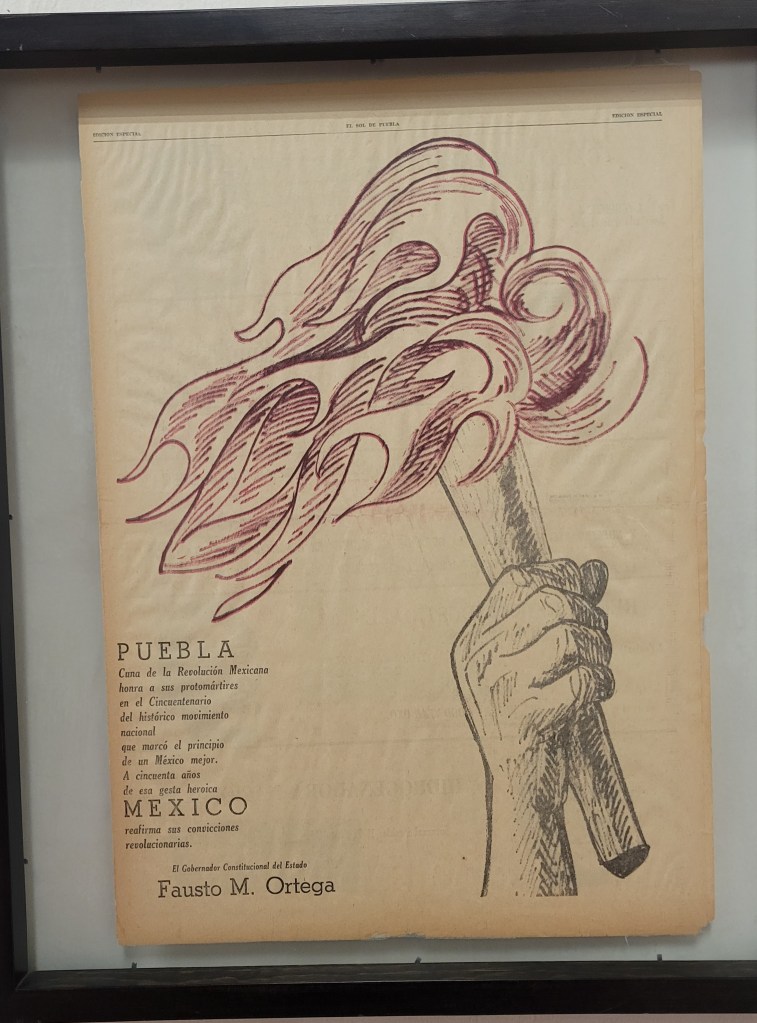 EDICION ESPECIAL
EL SOL DE PUEBLA
EDICION ESPECIAL
PUEBLA
Cuna de la Revolución Mexicana
honra a sus protomártires
en el Cincuentenario
del histórico movimiento
nacional
que marcó el principio
de un México mejor.
A cincuenta años
de esa gesta heroica
MEXICO
reafirma sus convicciones
revolucionarias.
El Gobernador Constitucional del Estado
Fausto M. Ortega